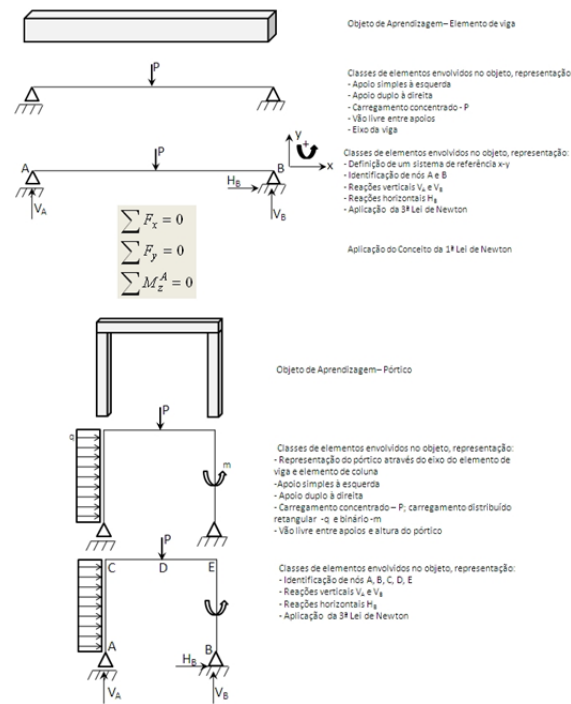 Objeto de Aprendizagem– Elemento de viga
P
Classes de elementos envolvidos no objeto, representação
- Apoio simples à esquerda
- Apoio duplo à direita
- Carregamento concentrado - P
- Vão livre entre apoios
- Eixo da viga
P
y
+
x
A
B
H_B
V_A
V_B
Classes de elementos envolvidos no objeto, representação:
- Definição de um sistema de referência x-y
- Identificação de nós A e B
- Reações verticais V_A e V_B
- Reações horizontais H_B
- Aplicação da 3ª Lei de Newton
∑ F_x = 0
∑ F_y = 0
∑ M_z^A = 0
Aplicação do Conceito da 1ª Lei de Newton
Objeto de Aprendizagem– Pórtico
P
q
m
Classes de elementos envolvidos no objeto, representação:
- Representação do pórtico através do eixo do elemento de
viga e elemento de coluna
-Apoio simples à esquerda
- Apoio duplo à direita
- Carregamento concentrado – P; carregamento distribuído
retangular -q e binário -m
- Vão livre entre apoios e altura do pórtico
P
C
D
E
A
B
H_B
V_A
V_B
Classes de elementos envolvidos no objeto, representação:
- Identificação de nós A, B, C, D, E
- Reações verticais V_A e V_B
- Reações horizontais H_B
- Aplicação da 3ª Lei de Newton